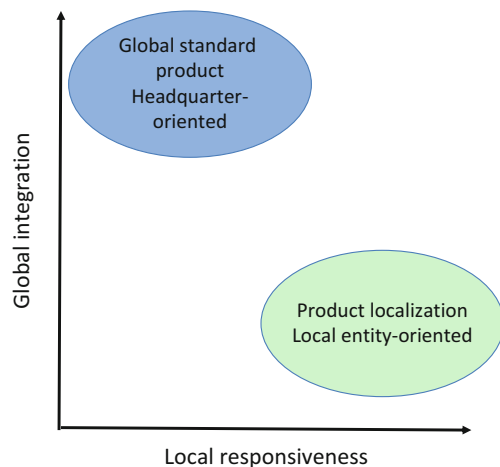 Global standard
product
Headquarter-
oriented
Global integration
Product localization
Local entity-oriented
Local responsiveness